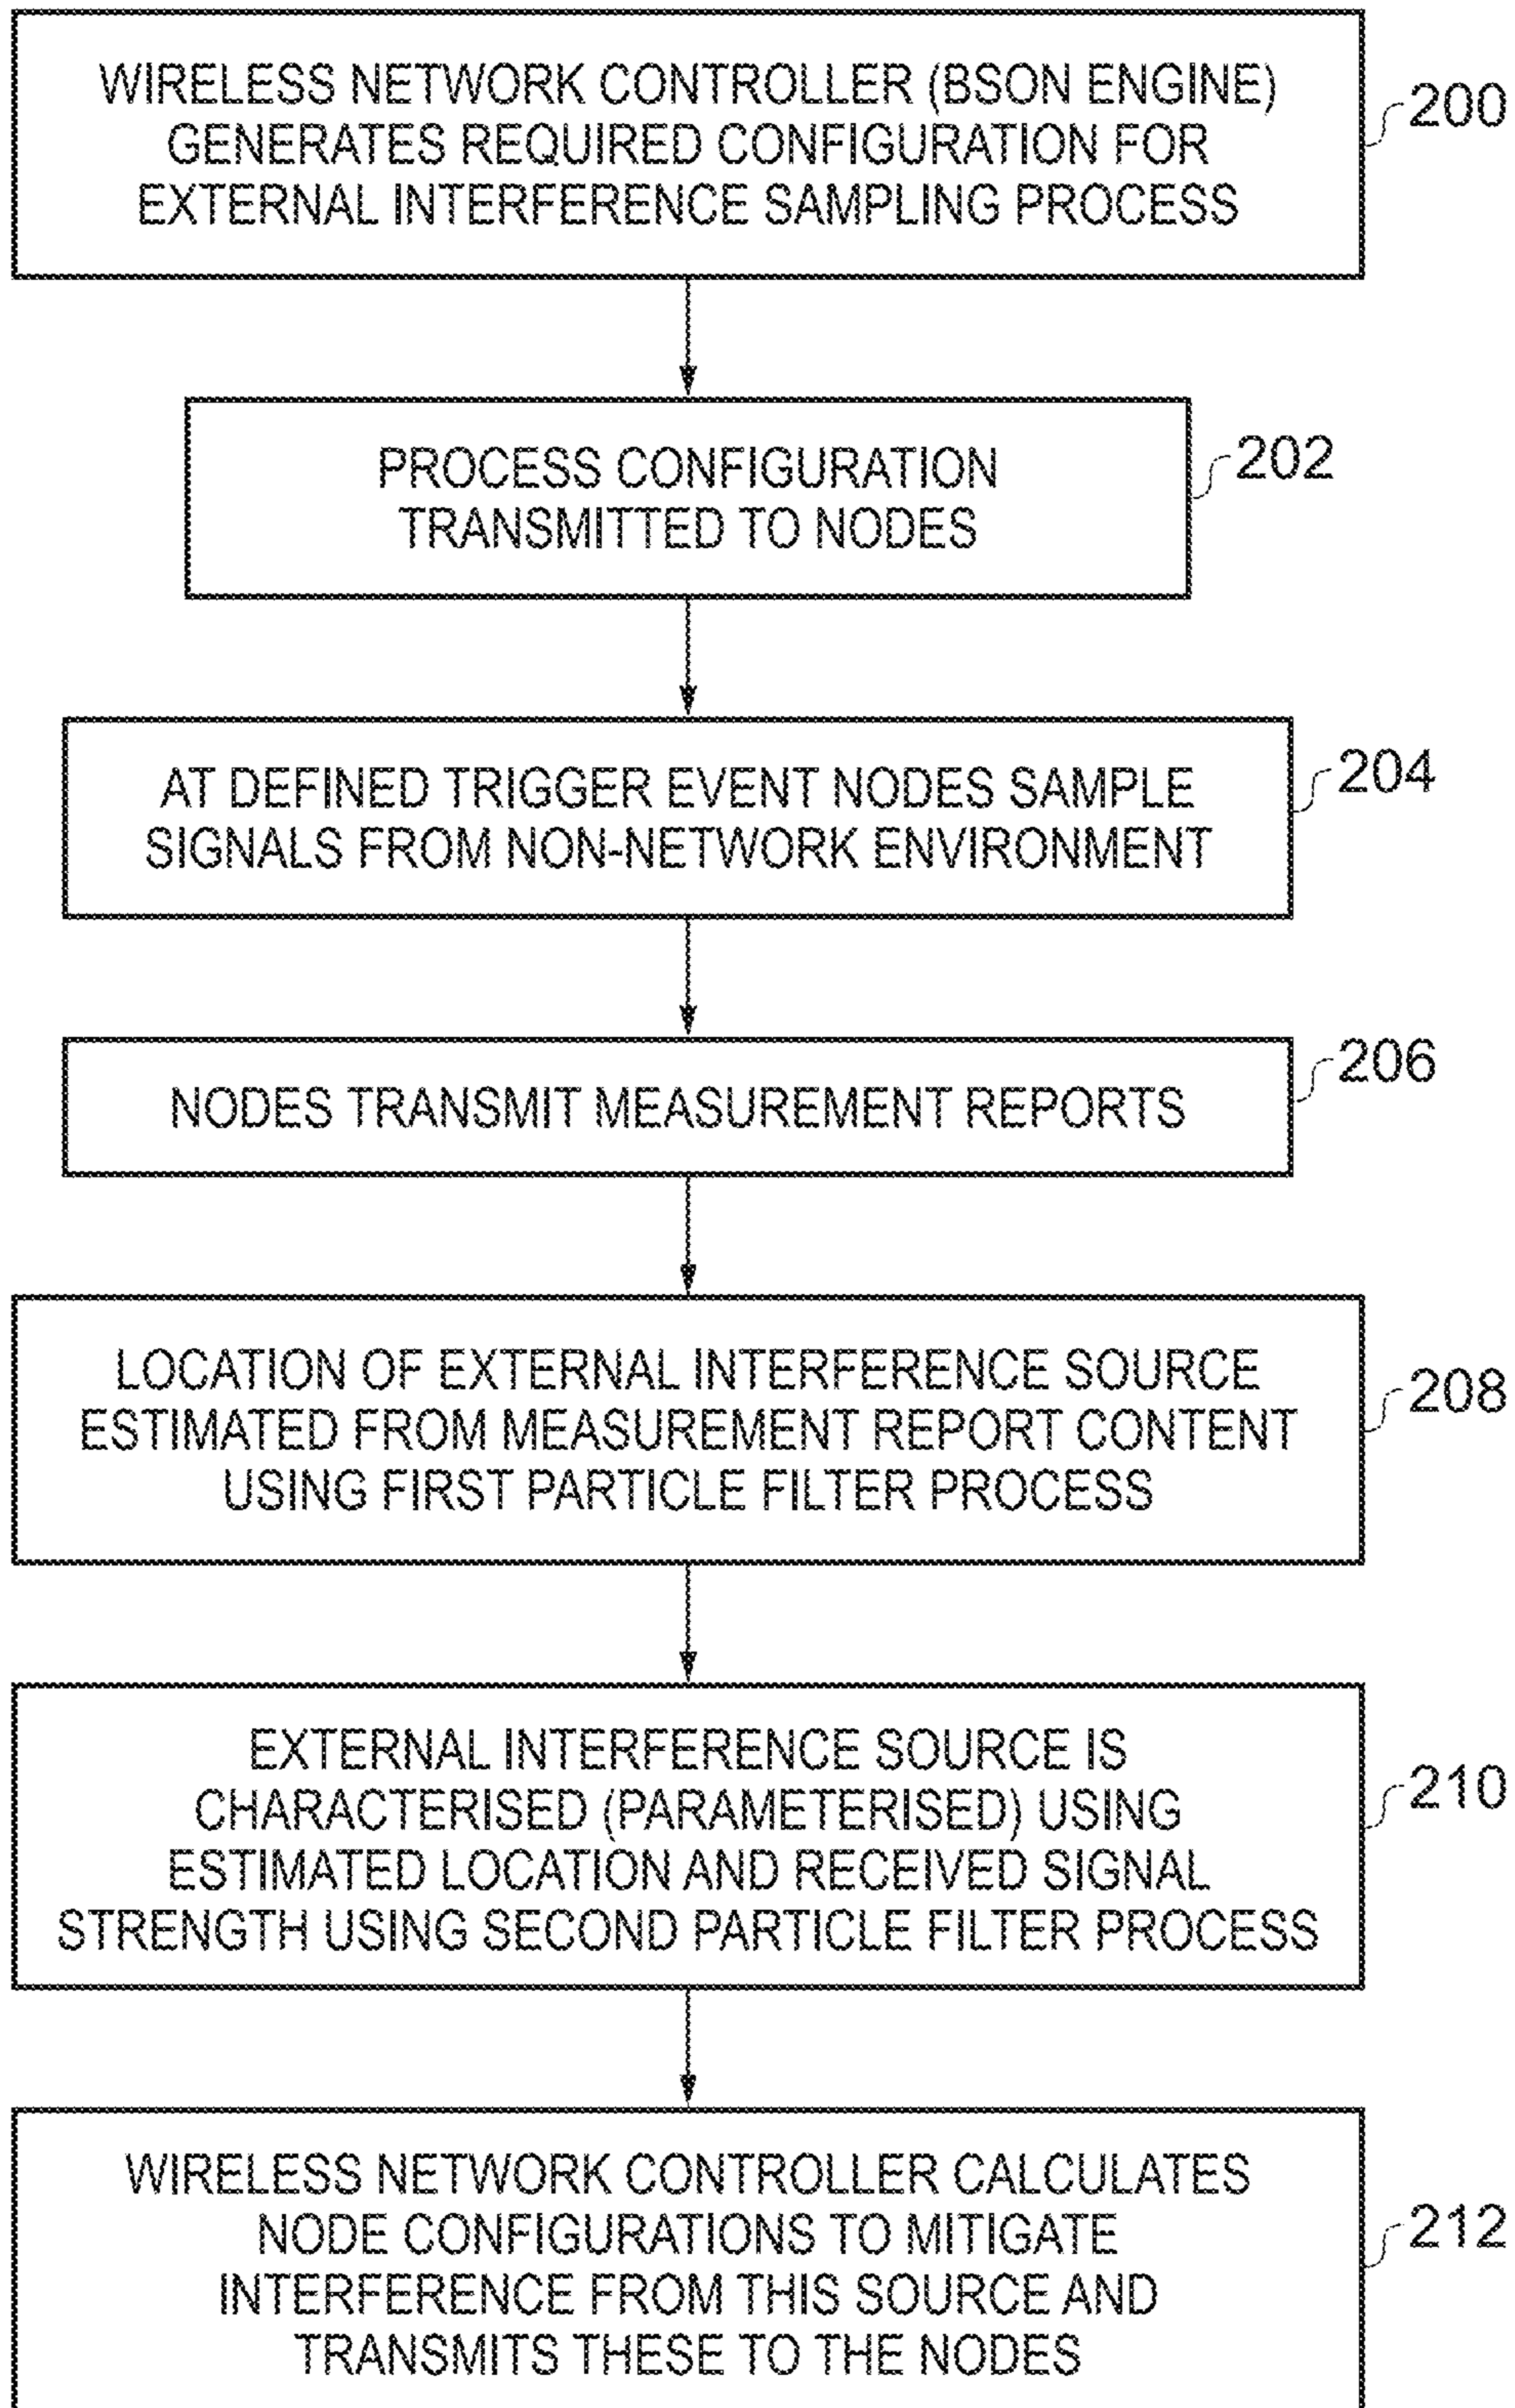 WIRELESS NETWORK CONTROLLER (BSON ENGINE)
GENERATES REQUIRED CONFIGURATION FOR
EXTERNAL INTERFERENCE SAMPLING PROCESS
200
PROCESS CONFIGURATION
TRANSMITTED TO NODES
202
AT DEFINED TRIGGER EVENT NODES SAMPLE
SIGNALS FROM NON-NETWORK ENVIRONMENT
204
NODES TRANSMIT MEASUREMENT REPORTS
206
LOCATION OF EXTERNAL INTERFERENCE SOURCE
ESTIMATED FROM MEASUREMENT REPORT CONTENT
USING FIRST PARTICLE FILTER PROCESS
208
EXTERNAL INTERFERENCE SOURCE IS
CHARACTERISED (PARAMETERISED) USING
ESTIMATED LOCATION AND RECEIVED SIGNAL
STRENGTH USING SECOND PARTICLE FILTER PROCESS
210
WIRELESS NETWORK CONTROLLER CALCULATES
NODE CONFIGURATIONS TO MITIGATE
INTERFERENCE FROM THIS SOURCE AND
TRANSMITS THESE TO THE NODES
212